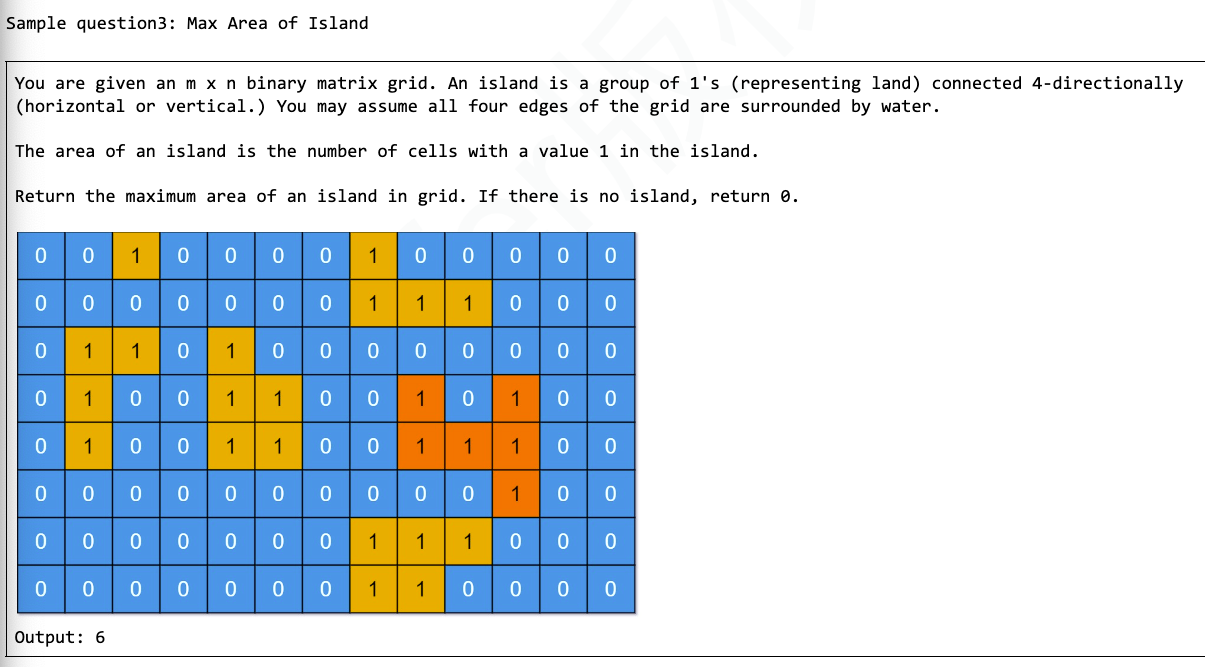 Sample question3: Max Area of Island
You are given an m x n binary matrix grid. An island is a group of 1's (representing land) connected 4-directionally
(horizontal or vertical.) You may assume all four edges of the grid are surrounded by water.
The area of an island is the number of cells with a value 1 in the island.
Return the maximum area of an island in grid. If there is no island, return 0.
0 0 1 0 0 0 0 1 0 0 0 0 0
0 0 0 0 0 0 0 1 1 1 0 0 0
0 1 1 0 1 0 0 0 0 0 0 0 0
0 1 0 0 1 1 0 0 1 0 1 0 0
0 1 0 0 1 1 0 0 1 1 1 0 0
0 0 0 0 0 0 0 0 0 0 1 0 0
0 0 0 0 0 0 0 1 1 1 0 0 0
0 0 0 0 0 0 0 1 1 0 0 0 0
Output: 6